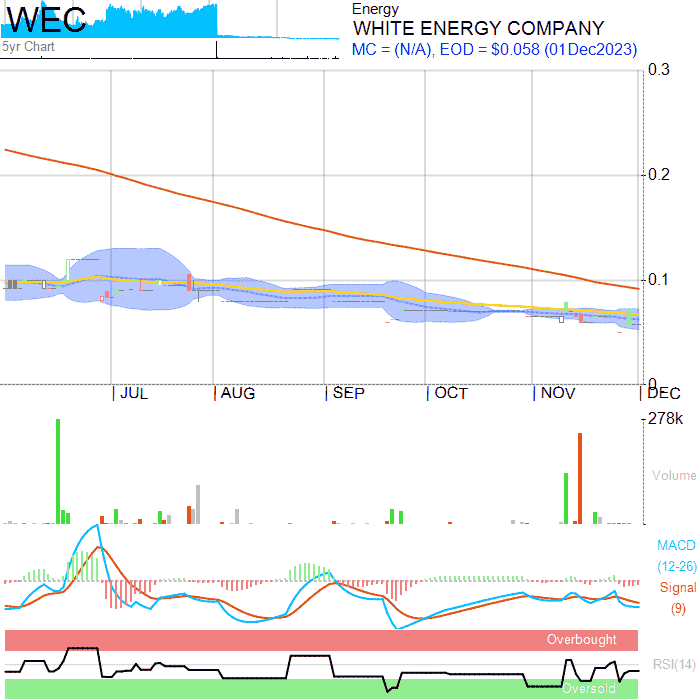 WEC
5yr Chart
Energy
WHITE ENERGY COMPANY
MC = (N/A), EOD = $0.058 (01Dec2023)
0.3
0.2
0.1
0
JUL AUG SEP OCT NOV DEC
278k
Volume
MACD
(12-26)
Signal
(9)
Overbought
RSI(14)
Oversold